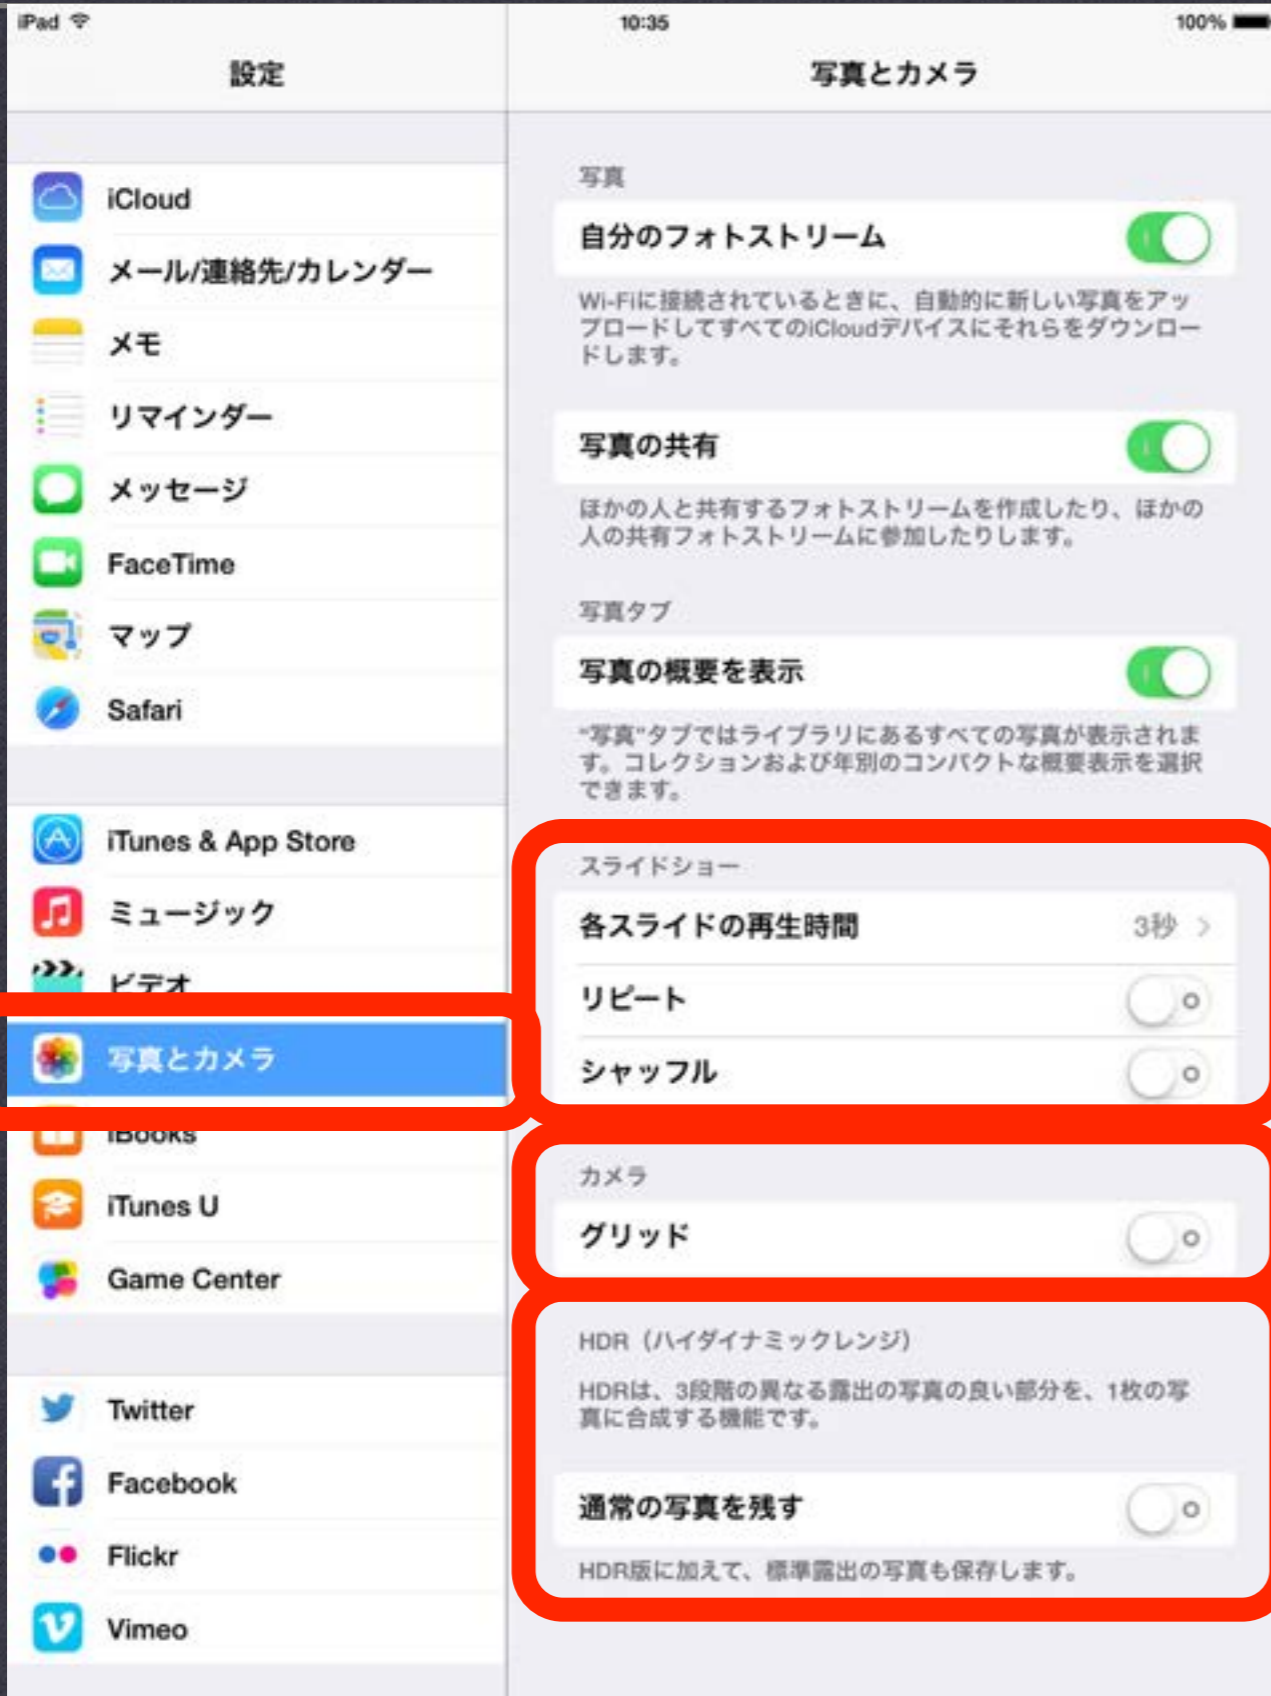 iPad
10:35
100%
設定
写真とカメラ
iCloud
メール/連絡先/カレンダー
メモ
リマインダー
メッセージ
FaceTime
マップ
Safari
iTunes & App Store
ミュージック
ビデオ
写真とカメラ
iBooks
iTunes U
Game Center
Twitter
Facebook
Flickr
Vimeo
写真
自分のフォトストリーム
Wi-Fiに接続されているときに、自動的に新しい写真をアッ
プロードしてすべてのiCloudデバイスにそれらをダウンロー
ドします。
写真の共有
ほかの人と共有するフォトストリームを作成したり、ほかの
人の共有フォトストリームに参加したりします。
写真タブ
写真の概要を表示
“写真”タブではライブラリにあるすべての写真が表示されま
す。コレクションおよび年別のコンパクトな概要表示を選択
できます。
スライドショー
各スライドの再生時間
3秒
リピート
シャッフル
カメラ
グリッド
HDR（ハイダイナミックレンジ）
HDRは、3段階の異なる露出の写真の良い部分を、1枚の写
真に合成する機能です。
通常の写真を残す
HDR版に加えて、標準露出の写真も保存します。